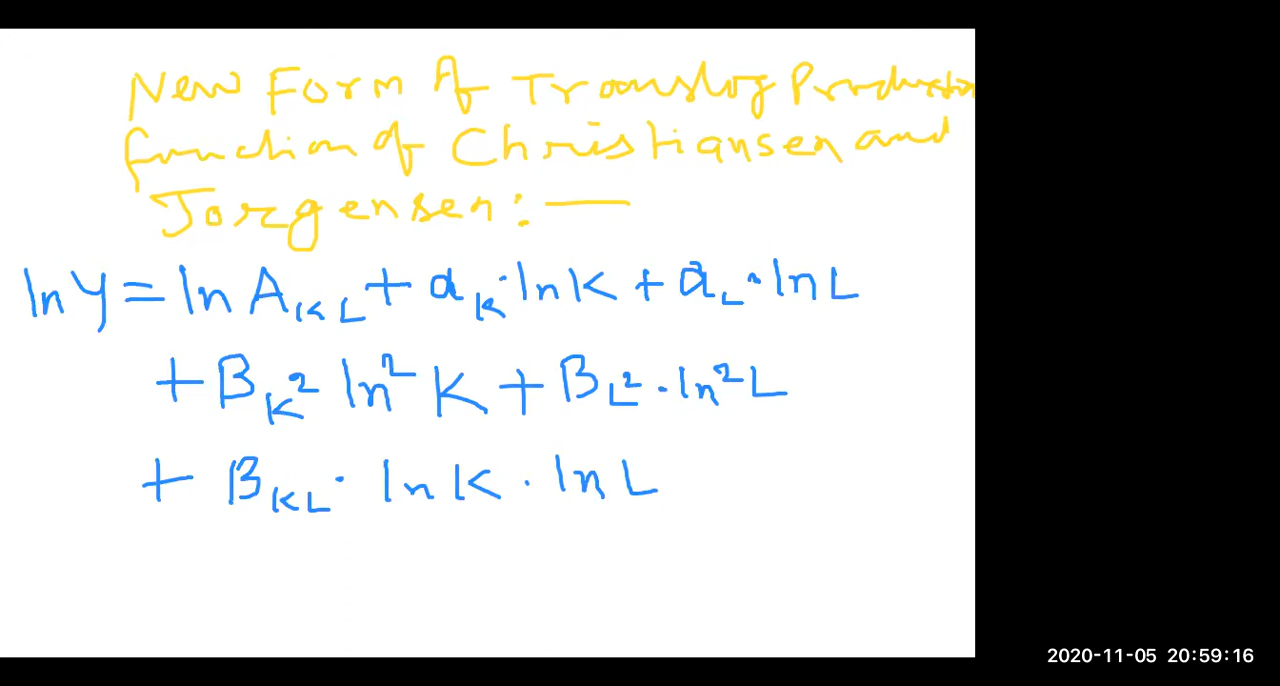 New Form of Translog Production
function of Christiansen and
Jorgensen: —
ln Y = ln A_KL + α_K · ln K + α_L · ln L
+ β_K² ln² K + β_L² · ln² L
+ β_KL · ln K · ln L
2020-11-05 20:59:16